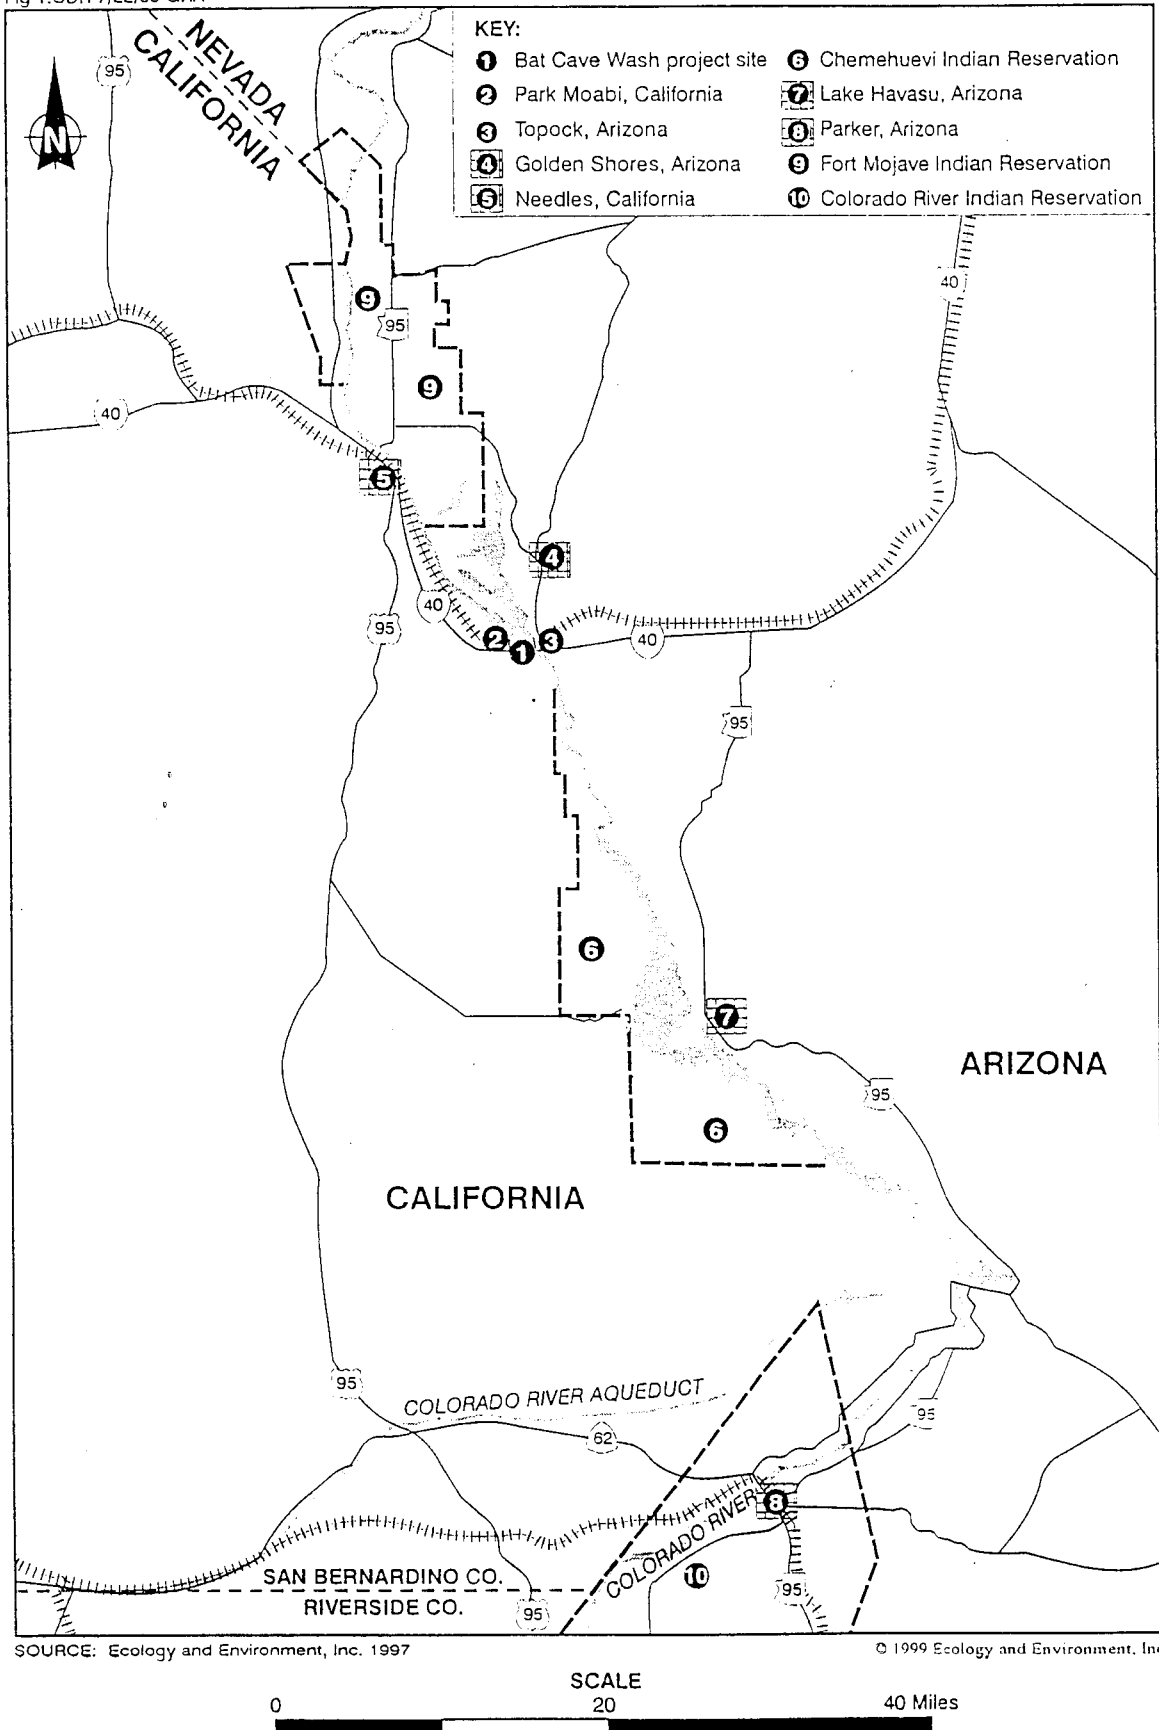 NEVADA
CALIFORNIA
95
N
KEY:
1 Bat Cave Wash project site
2 Park Moabi, California
3 Topock, Arizona
4 Golden Shores, Arizona
5 Needles, California
6 Chemehuevi Indian Reservation
7 Lake Havasu, Arizona
8 Parker, Arizona
9 Fort Mojave Indian Reservation
10 Colorado River Indian Reservation
40
9
95
9
40
5
4
40
95
2
1
3
40
95
6
7
ARIZONA
95
6
CALIFORNIA
95
COLORADO RIVER AQUEDUCT
95
62
8
COLORADO RIVER
10
SAN BERNARDINO CO.
RIVERSIDE CO.
95
95
SOURCE: Ecology and Environment, Inc. 1997
© 1999 Ecology and Environment, Inc
SCALE
0 20 40 Miles